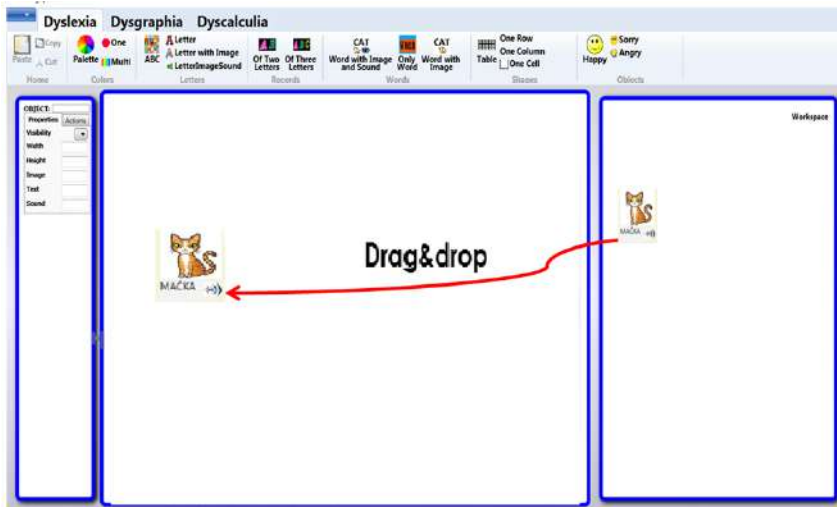 Dyslexia Dysgraphia Dyscalculia
Paste
Copy
Cut
Home
Palette
One
Multi
Colors
ABC
Letter
Letter with Image
LetterImageSound
Letters
Of Two Letters
Of Three Letters
Records
CAT
Word with Image and Sound
Only Word
CAT
Word with Image
Words
Table
One Row
One Column
One Cell
Shapes
Happy
Sorry
Angry
Objects
OBJECT:
Properties Actions
Visibility
Width
Height
Image
Text
Sound
MAČKA
Drag&drop
Workspace
MAČKA